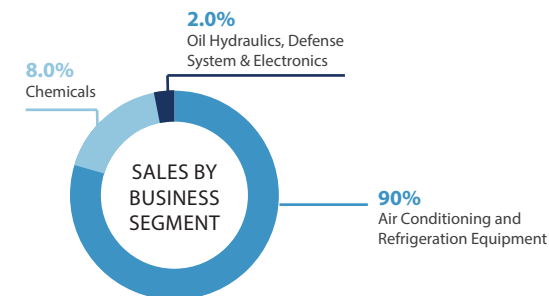 2.0%
Oil Hydraulics, Defense
System & Electronics
8.0%
Chemicals
SALES BY
BUSINESS
SEGMENT
90%
Air Conditioning and
Refrigeration Equipment